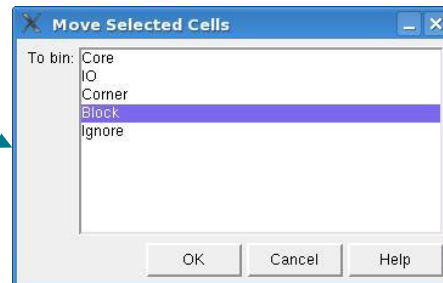 Move Selected Cells
To bin: Core
IO
Corner
Block
Ignore
OK Cancel Help